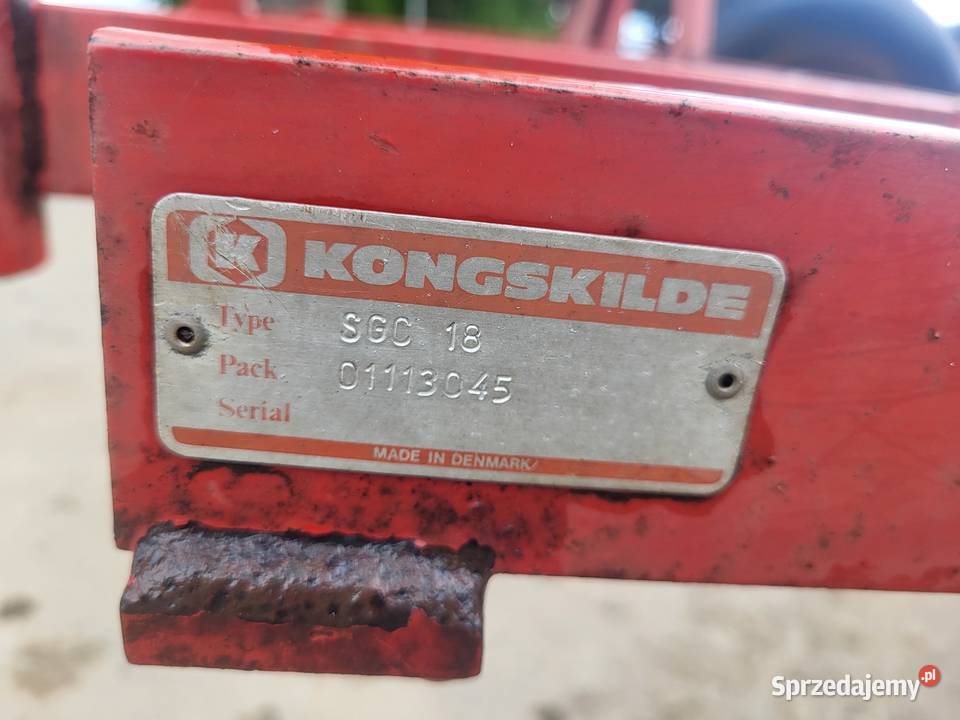 K KONGSKILDE
Type SGC 18
Pack 01113045
Serial
MADE IN DENMARK
Sprzedajemy.pl